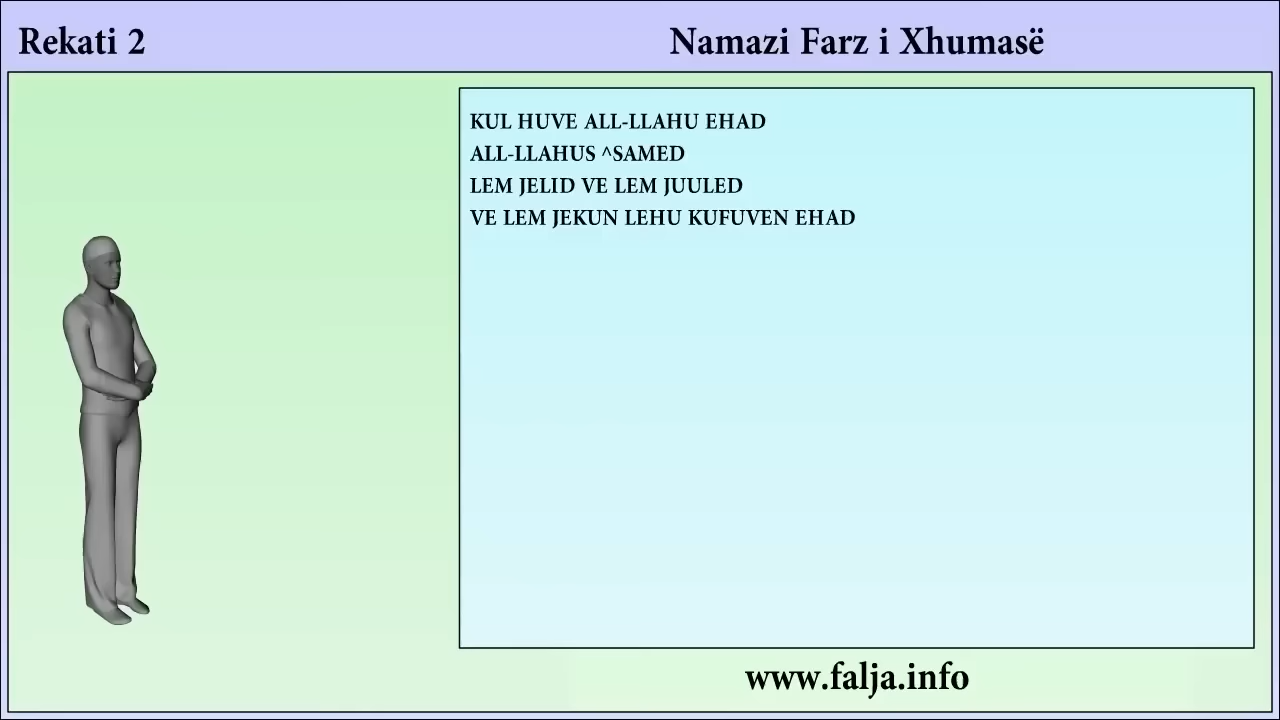 Rekati 2
Namazi Farz i Xhumasë
KUL HUVE ALL-LLAHU EHAD
ALL-LLAHUS ^SAMED
LEM JELID VE LEM JUULED
VE LEM JEKUN LEHU KUFUVEN EHAD
www.falja.info